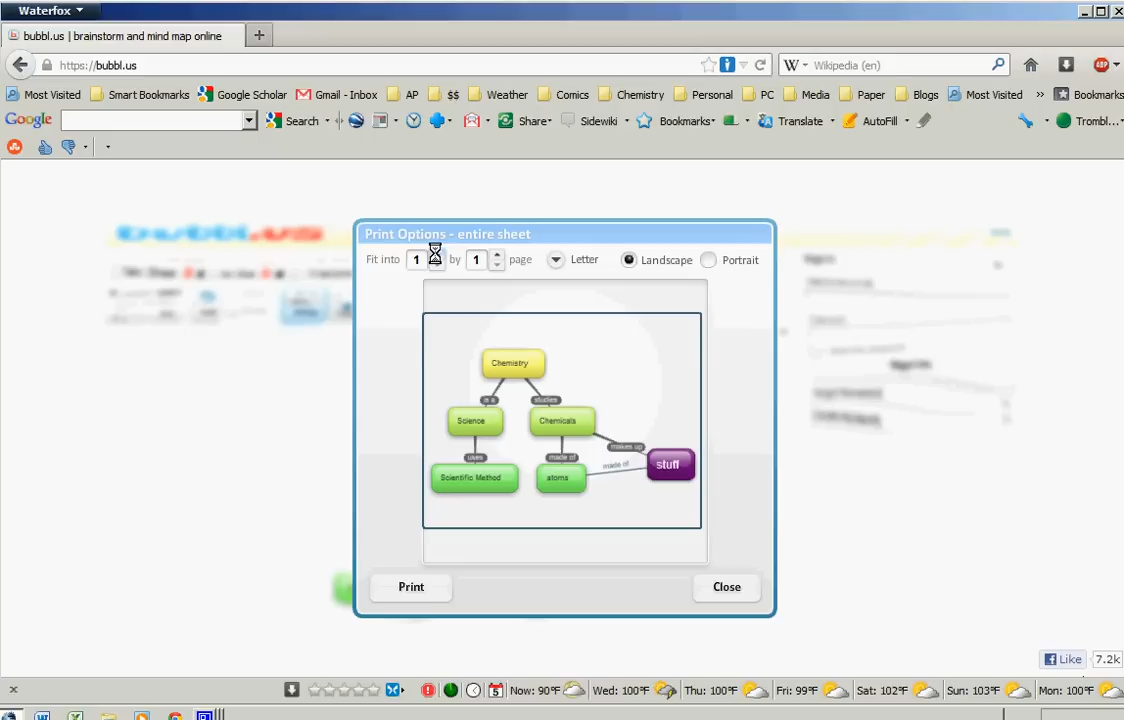 Waterfox
bubbl.us | brainstorm and mind map online
https://bubbl.us
W Wikipedia (en)
ABP
Most Visited Smart Bookmarks Google Scholar Gmail - Inbox AP $$ Weather Comics Chemistry Personal PC Media Paper Blogs Most Visited » Bookmarks
Google Search Share Sidewiki Bookmarks Translate AutoFill Trombl...
Print Options - entire sheet
Fit into 1 by 1 page Letter Landscape Portrait
Chemistry
is a studies
Science Chemicals
makes up
uses made of made of stuff
Scientific Method atoms
Print Close
Like 7.2k
5 Now: 90°F Wed: 100°F Thu: 100°F Fri: 99°F Sat: 102°F Sun: 103°F Mon: 100°F